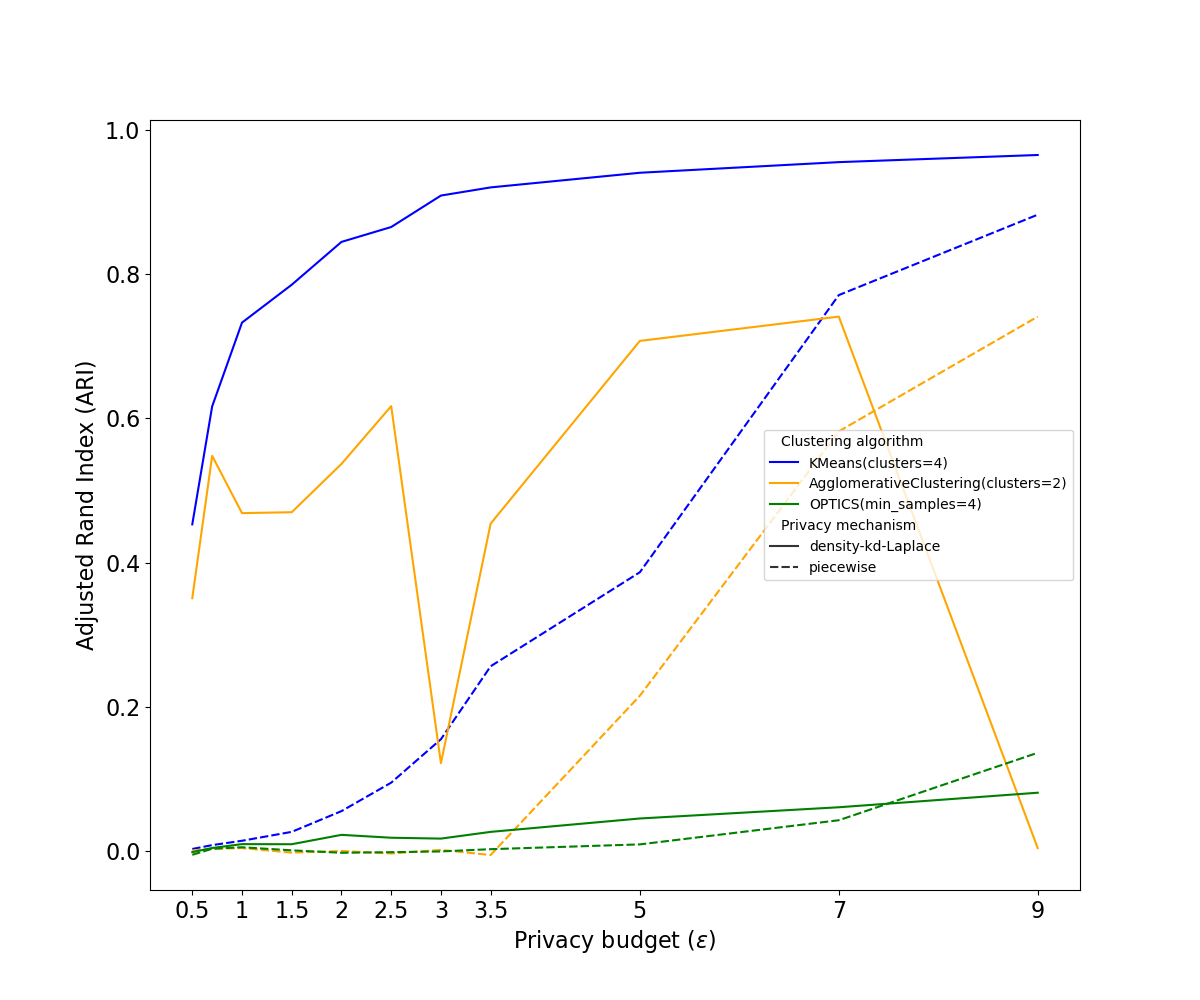 1.0
0.8
0.6
0.4
0.2
0.0
Adjusted Rand Index (ARI)
Clustering algorithm
KMeans(clusters=4)
AgglomerativeClustering(clusters=2)
OPTICS(min_samples=4)
Privacy mechanism
density-kd-Laplace
piecewise
0.5 1 1.5 2 2.5 3 3.5 5 7 9
Privacy budget (ε)